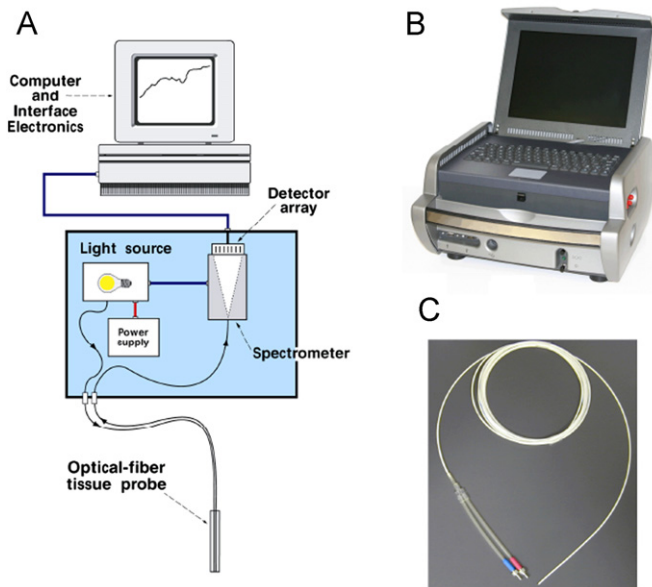 A
Computer
and
Interface
Electronics
Detector
array
Light source
Power
supply
Spectrometer
Optical-fiber
tissue probe
B
C